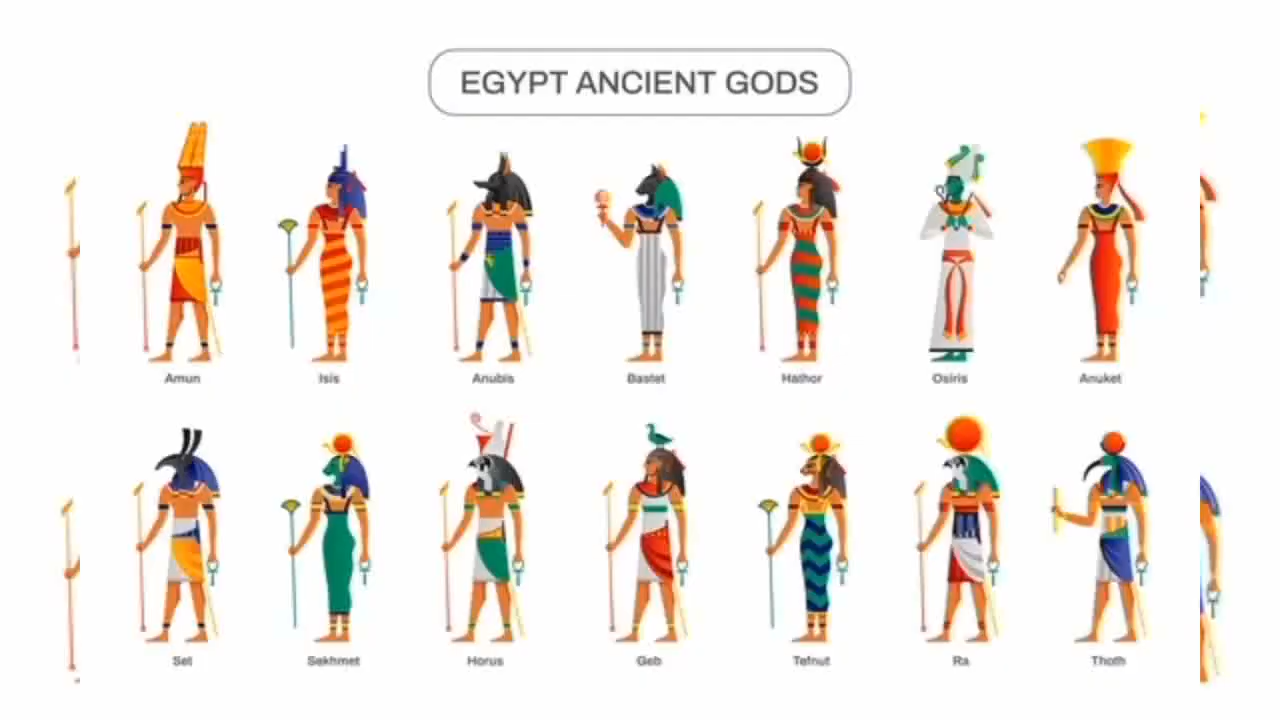 EGYPT ANCIENT GODS
Amun Isis Anubis Bastet Hathor Osiris Anuket
Set Sekhmet Horus Geb Tefnut Ra Thoth